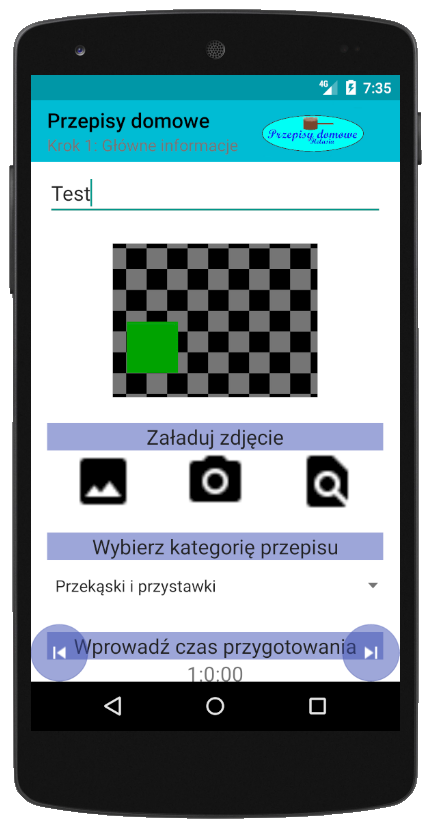 4G 7:35
Przepisy domowe
Krok 1: Główne informacje
Przepisy domowe
Test
Załaduj zdjęcie
Wybierz kategorię przepisu
Przekąski i przystawki
Wprowadź czas przygotowania
1:0:00